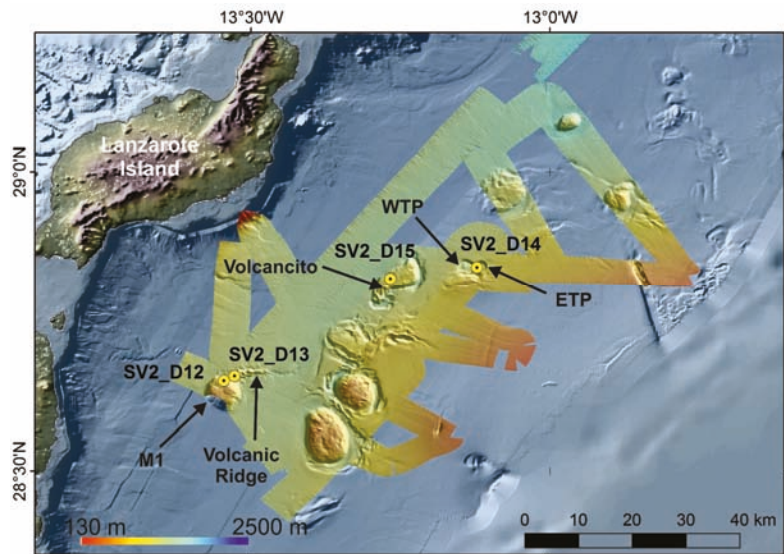 13°30'W
13°0'W
Lanzarote
Island
29°0'N
WTP
SV2_D14
SV2_D15
Volcancito
ETP
SV2_D13
SV2_D12
Volcanic
Ridge
M1
28°30'N
130 m
2500 m
0 10 20 30 40 km